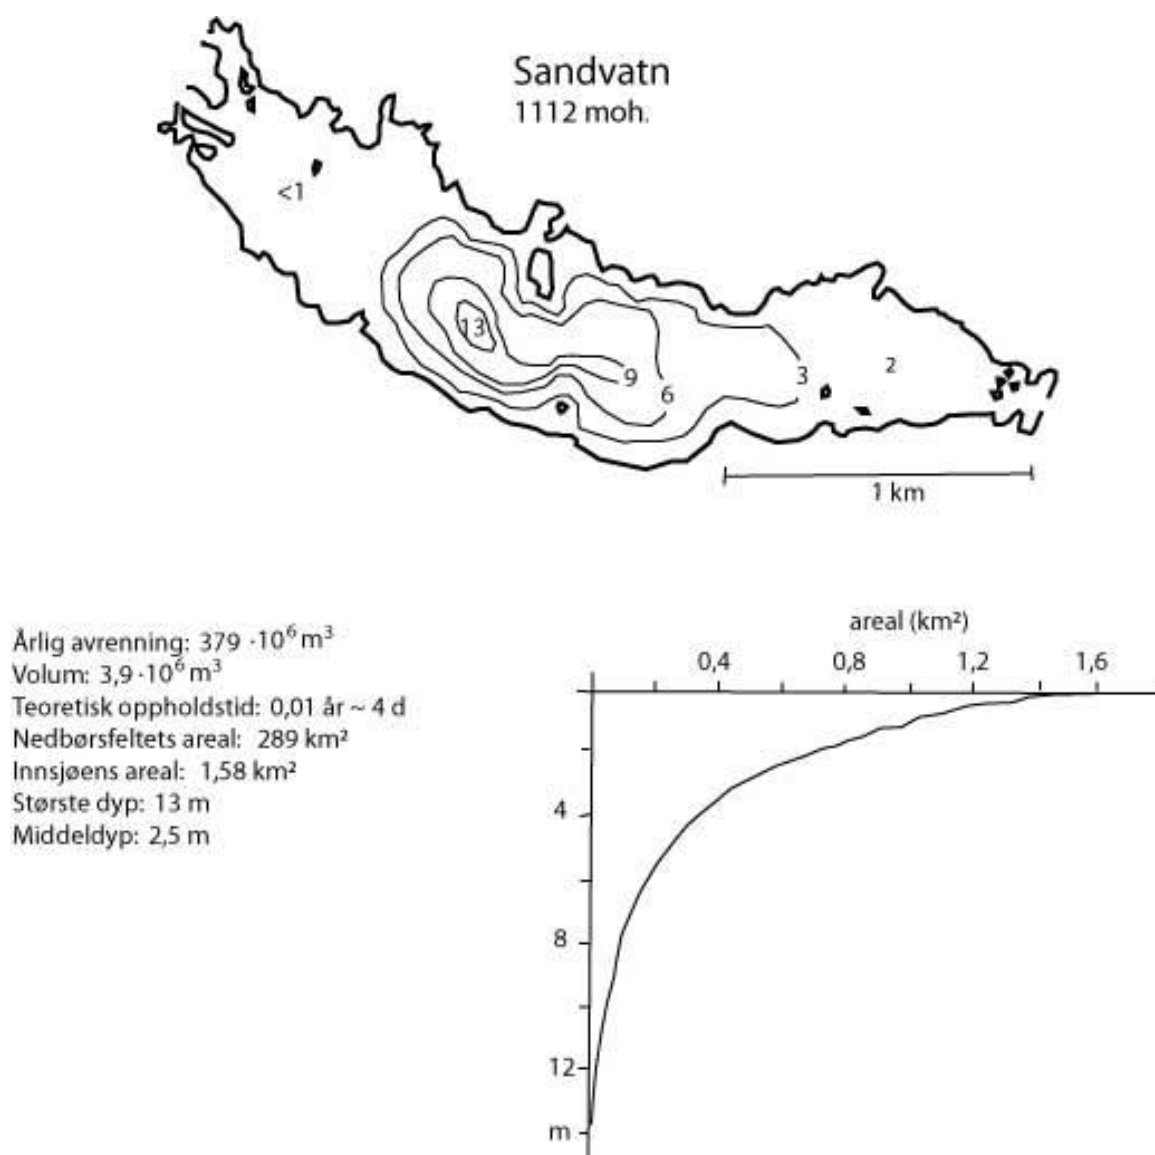 Sandvatn
1112 moh.
<1
13
9
6
3
2
1 km
Årlig avrenning: 379 ·10⁶ m³
Volum: 3,9 ·10⁶ m³
Teoretisk oppholdstid: 0,01 år ~ 4 d
Nedbørsfeltets areal: 289 km²
Innsjøens areal: 1,58 km²
Største dyp: 13 m
Middeldyp: 2,5 m
areal (km²)
0,4 0,8 1,2 1,6
4
8
12
m